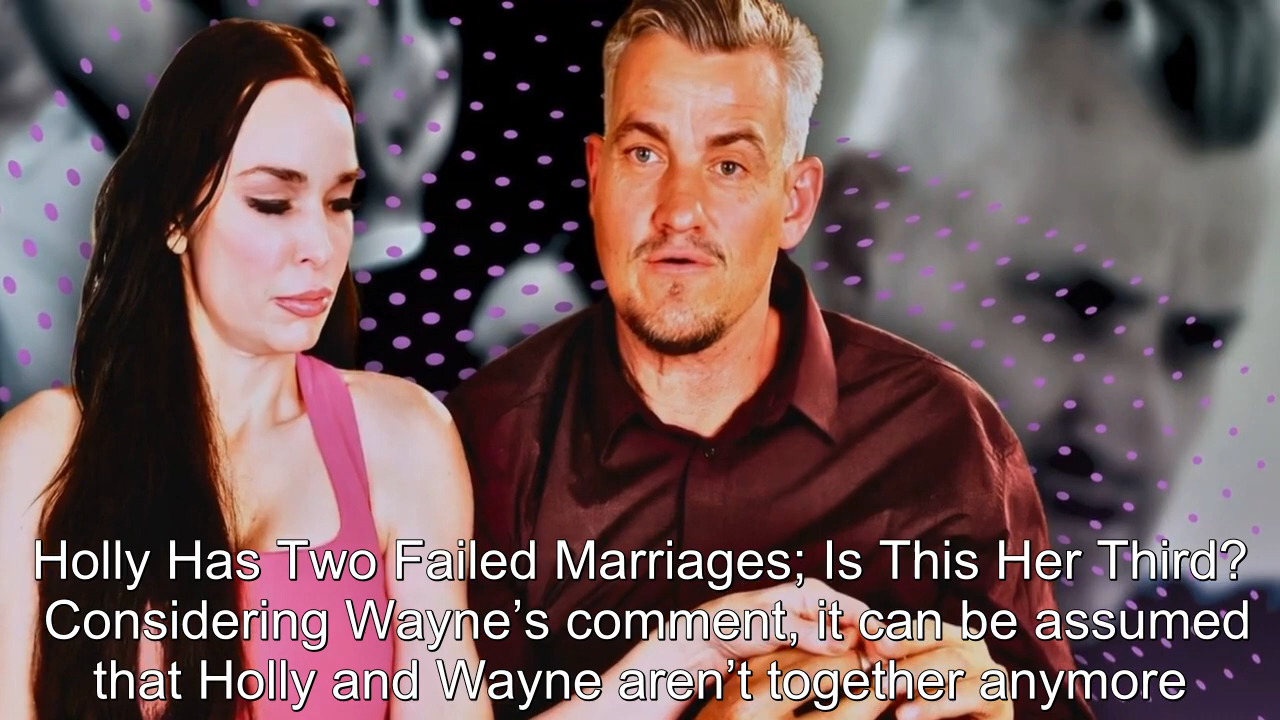 Holly Has Two Failed Marriages; Is This Her Third?
Considering Wayne’s comment, it can be assumed
that Holly and Wayne aren’t together anymore